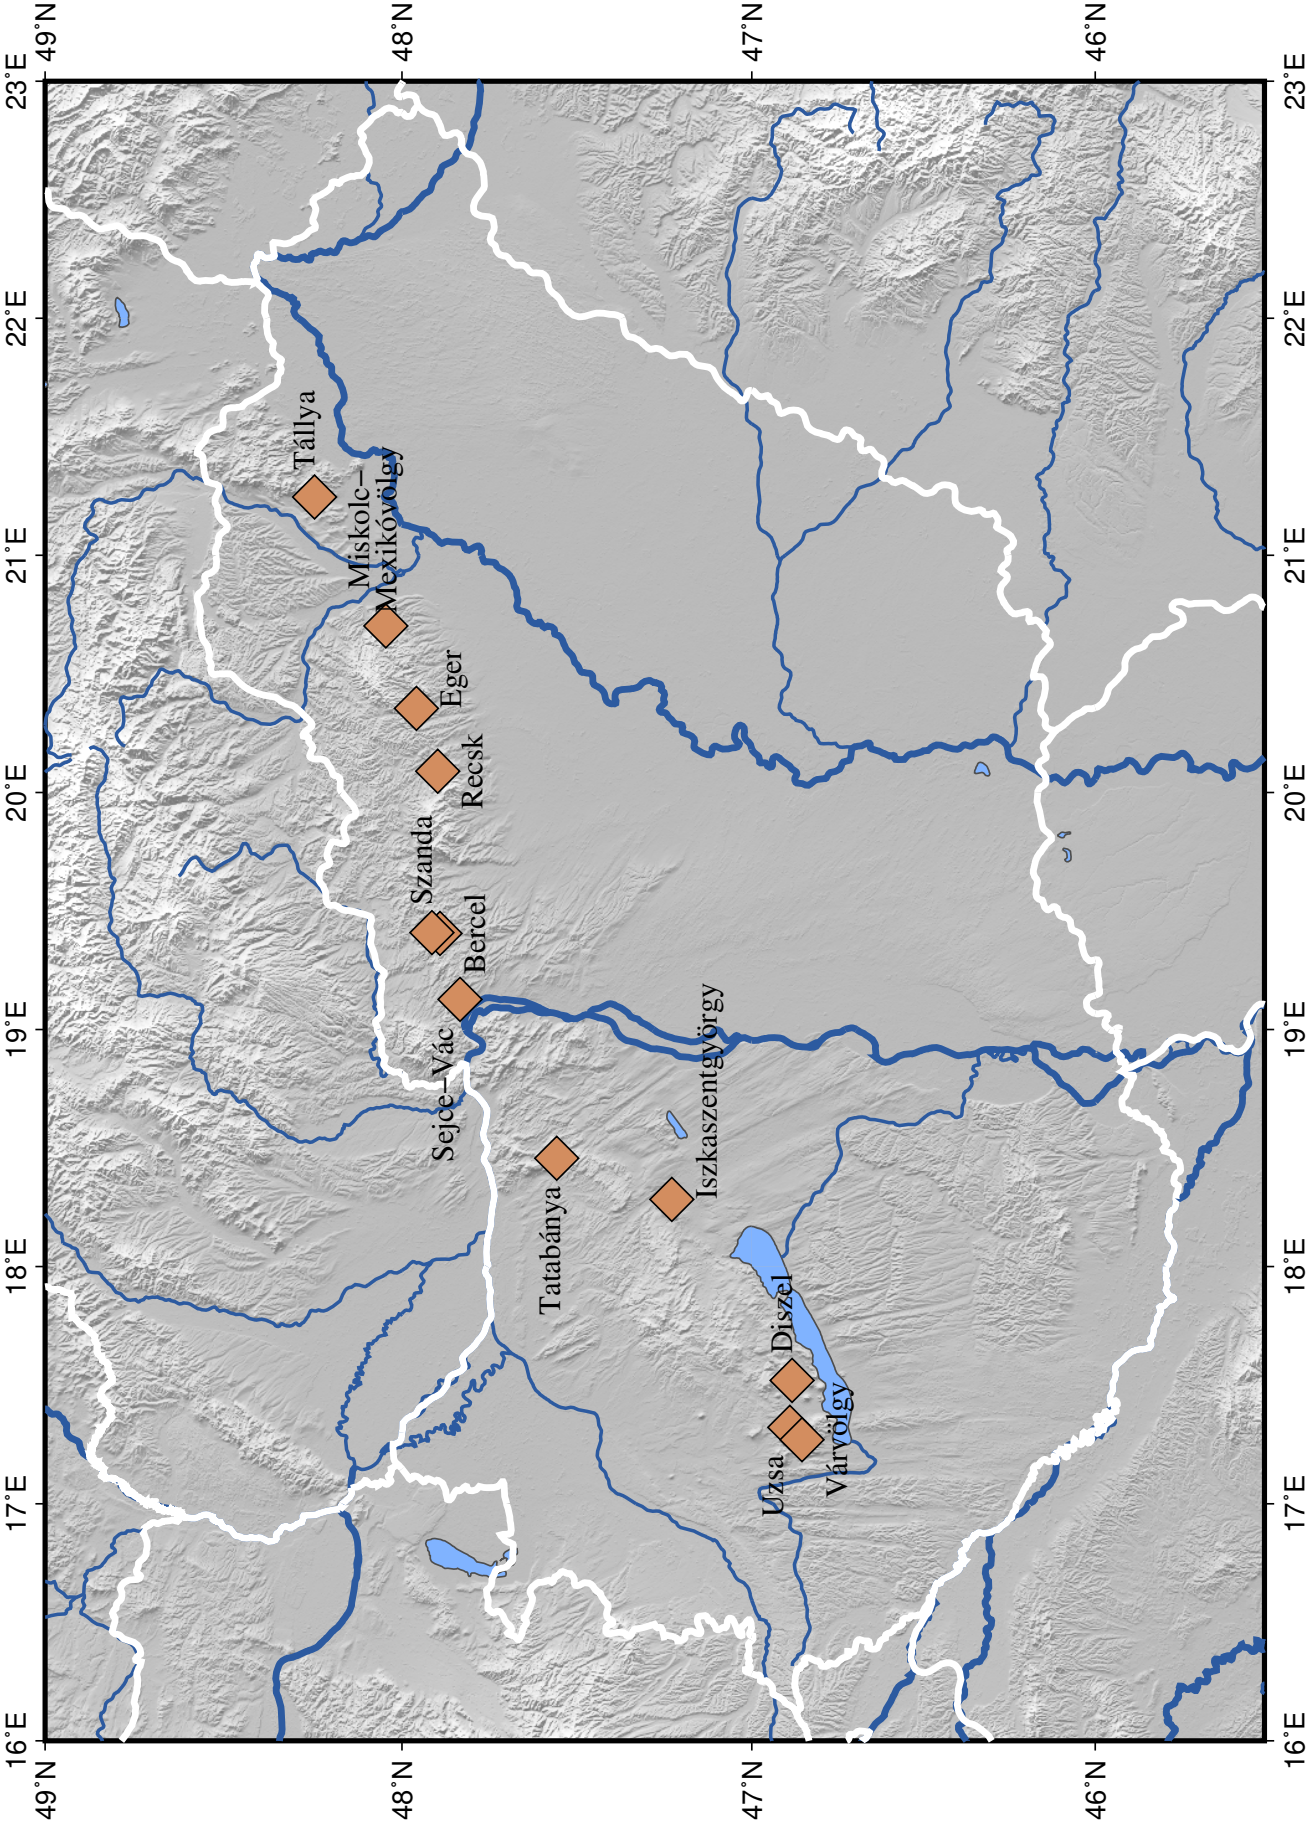 16˚E
17˚E
18˚E
19˚E
20˚E
21˚E
22˚E
23˚E
49˚N
49˚N
Tállya
Miskolc−
Mexikóvölgy
Eger
Recsk
Szanda
Bercel
Sejce−Vác
48˚N
48˚N
Tatabánya
Iszkaszentgyörgy
47˚N
47˚N
Diszel
Uzsa
Várvölgy
46˚N
46˚N
16˚E
17˚E
18˚E
19˚E
20˚E
21˚E
22˚E
23˚E